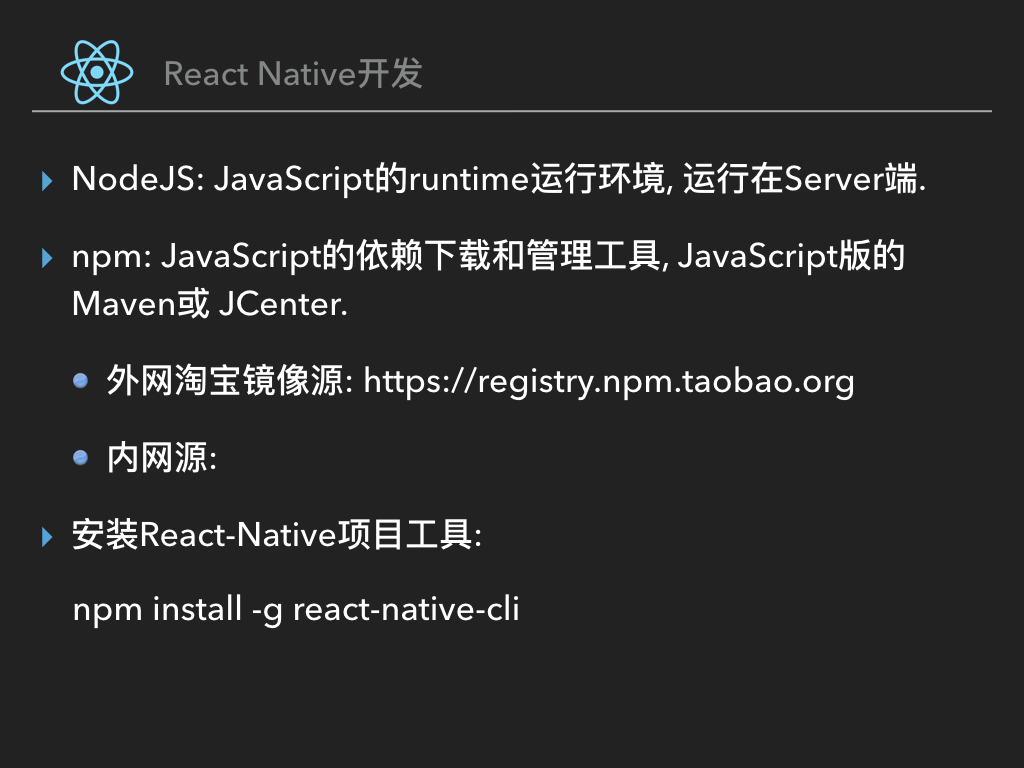 React Native开发
NodeJS: JavaScript的runtime运行环境, 运行在Server端.
npm: JavaScript的依赖下载和管理工具, JavaScript版的
Maven或 JCenter.
外网淘宝镜像源: https://registry.npm.taobao.org
内网源:
安装React-Native项目工具:
npm install -g react-native-cli